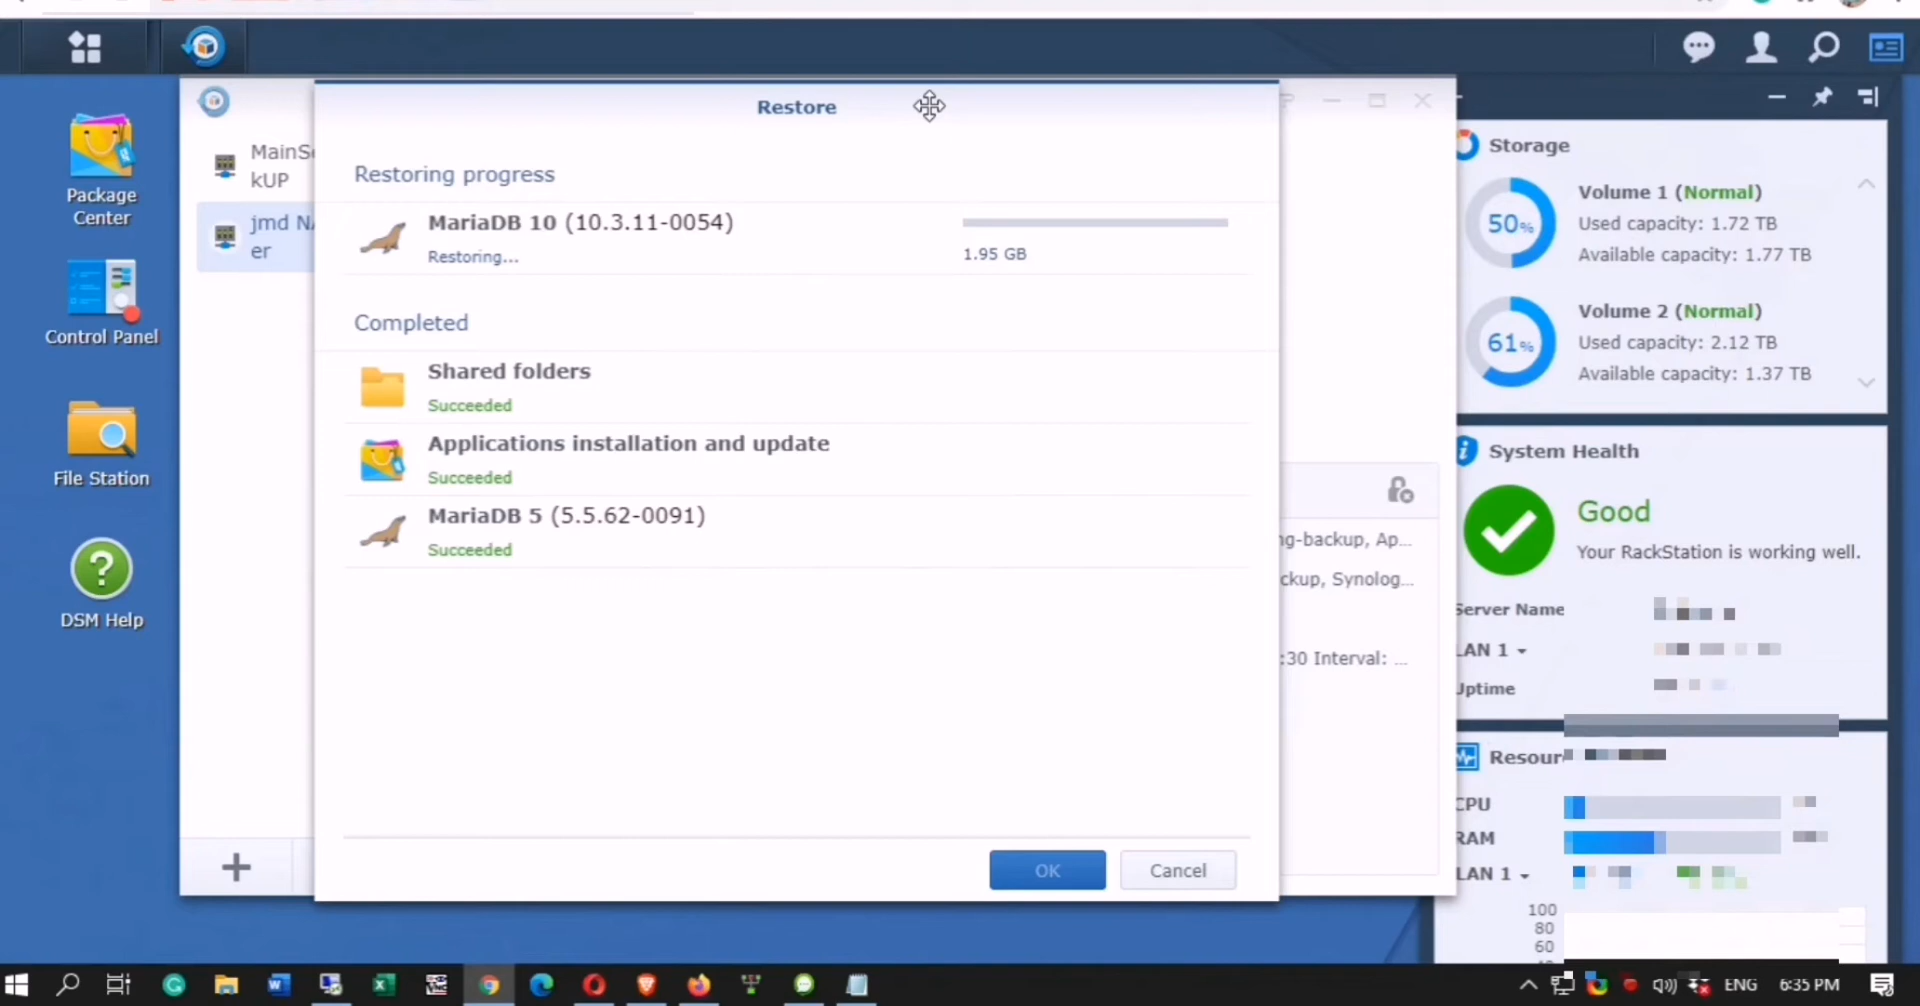 Restore
Package
Center
Control Panel
File Station
DSM Help
kUP
er
Restoring progress
MariaDB 10 (10.3.11-0054)
Restoring...
1.95 GB
Completed
Shared folders
Succeeded
Applications installation and update
Succeeded
MariaDB 5 (5.5.62-0091)
Succeeded
OK
Cancel
ng-backup, Ap...
ckup, Synolog...
:30 Interval: ...
Storage
50%
Volume 1 (Normal)
Used capacity: 1.72 TB
Available capacity: 1.77 TB
61%
Volume 2 (Normal)
Used capacity: 2.12 TB
Available capacity: 1.37 TB
System Health
Good
Your RackStation is working well.
Server Name
LAN 1
Uptime
Resour
CPU
RAM
LAN 1
100
80
60
ENG
6:35 PM